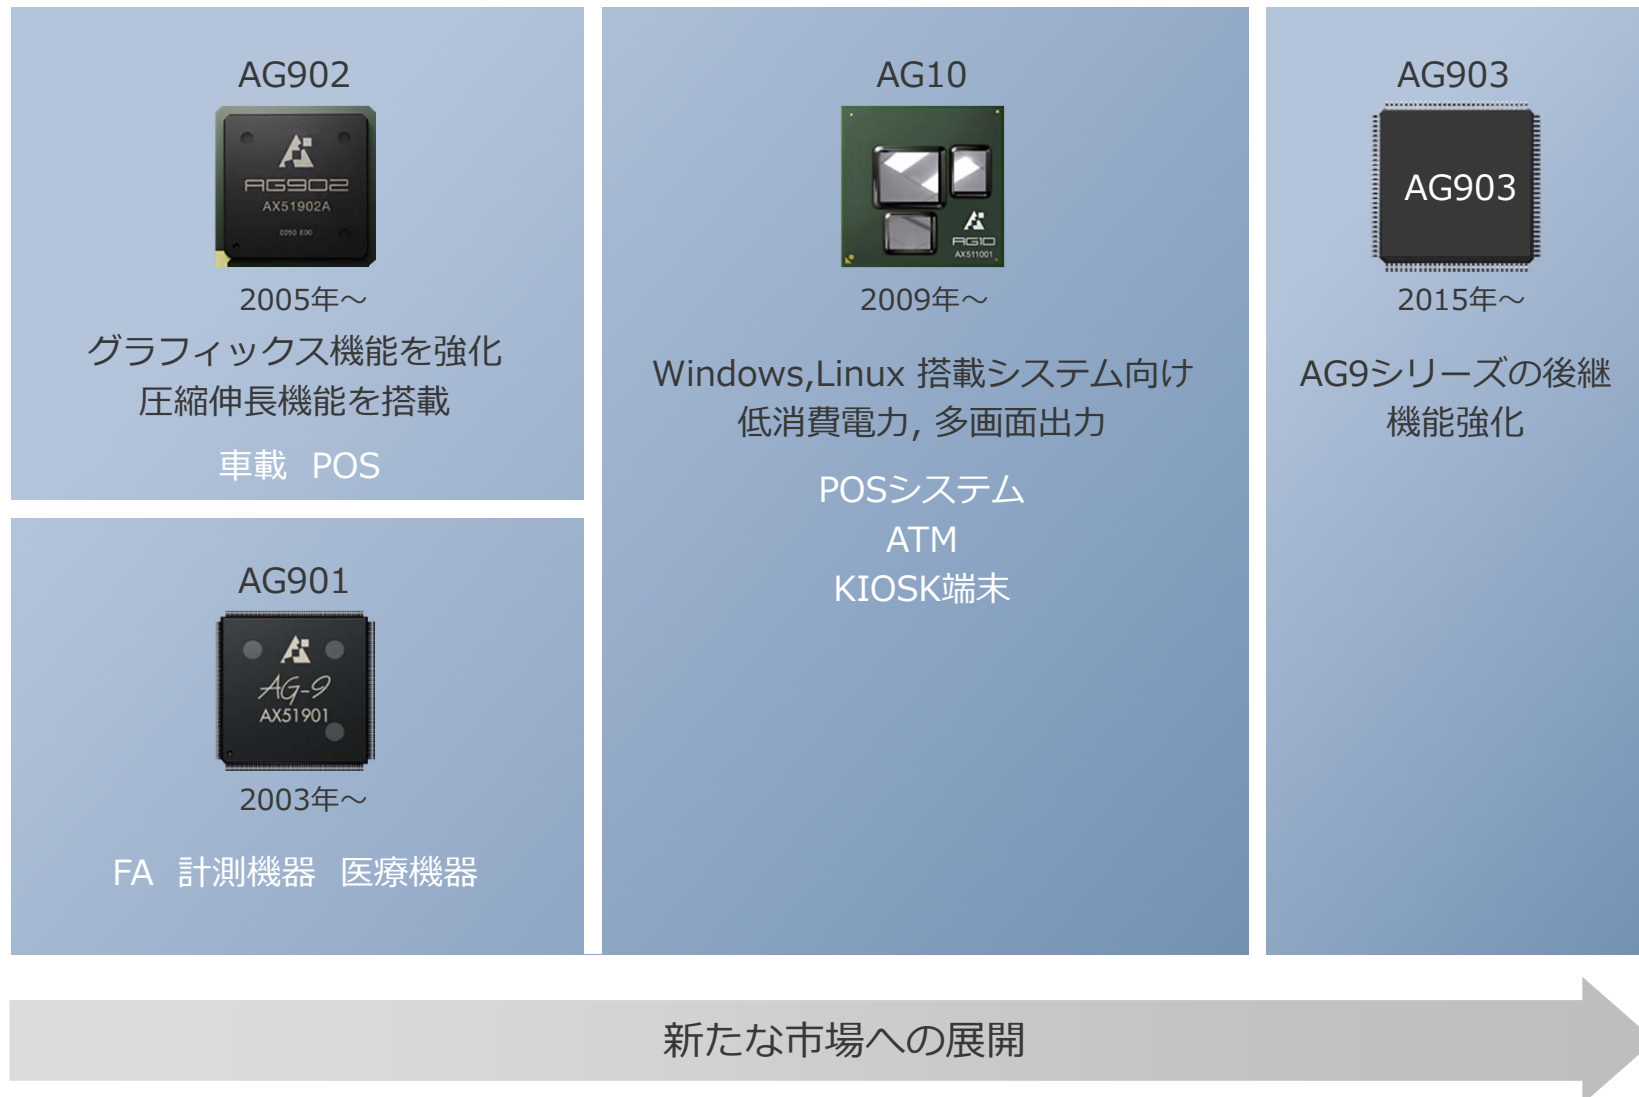 AG902
AG902
AX51902A
0250 E00
2005年～
グラフィックス機能を強化
圧縮伸長機能を搭載
車載 POS
AG901
AG-9
AX51901
2003年～
FA 計測機器 医療機器
AG10
AG10
AX511001
2009年～
Windows,Linux 搭載システム向け
低消費電力, 多画面出力
POSシステム
ATM
KIOSK端末
AG903
AG903
2015年～
AG9シリーズの後継
機能強化
新たな市場への展開